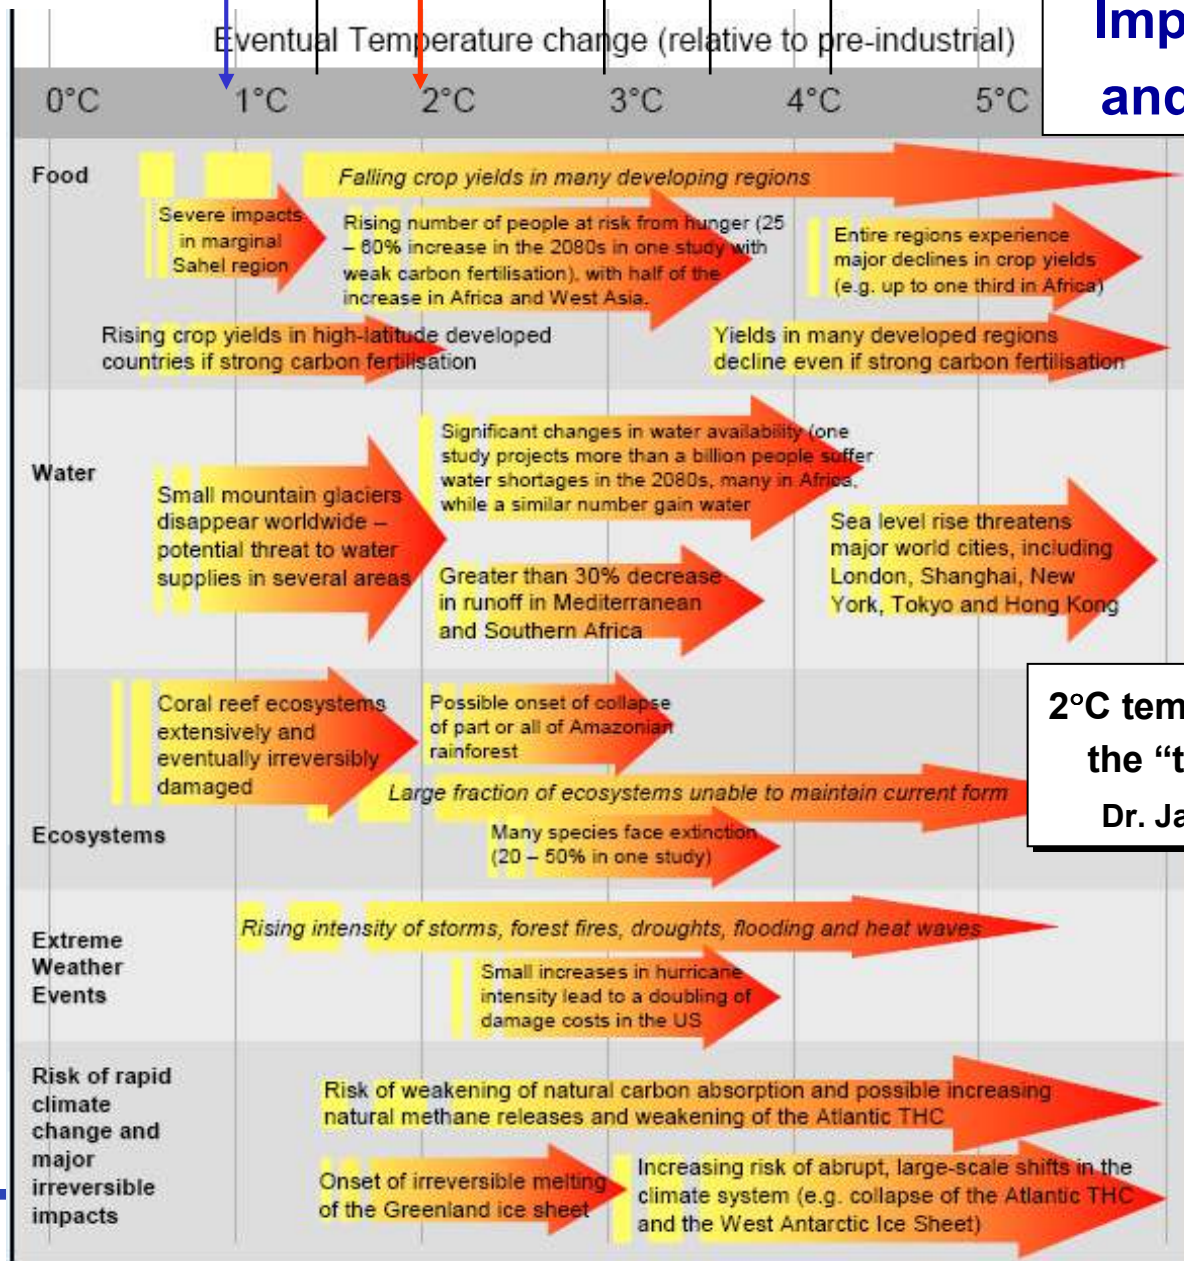 Eventual Temperature change (relative to pre-industrial)
Imp
and
0°C 1°C 2°C 3°C 4°C 5°C
Food
Falling crop yields in many developing regions
Severe impacts
in marginal
Sahel region
Rising number of people at risk from hunger (25
– 60% increase in the 2080s in one study with
weak carbon fertilisation), with half of the
increase in Africa and West Asia.
Entire regions experience
major declines in crop yields
(e.g. up to one third in Africa)
Rising crop yields in high-latitude developed
countries if strong carbon fertilisation
Yields in many developed regions
decline even if strong carbon fertilisation
Water
Small mountain glaciers
disappear worldwide –
potential threat to water
supplies in several areas
Significant changes in water availability (one
study projects more than a billion people suffer
water shortages in the 2080s, many in Africa,
while a similar number gain water
Greater than 30% decrease
in runoff in Mediterranean
and Southern Africa
Sea level rise threatens
major world cities, including
London, Shanghai, New
York, Tokyo and Hong Kong
Ecosystems
Coral reef ecosystems
extensively and
eventually irreversibly
damaged
Possible onset of collapse
of part or all of Amazonian
rainforest
2°C tem
the “t
Dr. Ja
Large fraction of ecosystems unable to maintain current form
Many species face extinction
(20 – 50% in one study)
Extreme
Weather
Events
Rising intensity of storms, forest fires, droughts, flooding and heat waves
Small increases in hurricane
intensity lead to a doubling of
damage costs in the US
Risk of rapid
climate
change and
major
irreversible
impacts
Risk of weakening of natural carbon absorption and possible increasing
natural methane releases and weakening of the Atlantic THC
Onset of irreversible melting
of the Greenland ice sheet
Increasing risk of abrupt, large-scale shifts in the
climate system (e.g. collapse of the Atlantic THC
and the West Antarctic Ice Sheet)